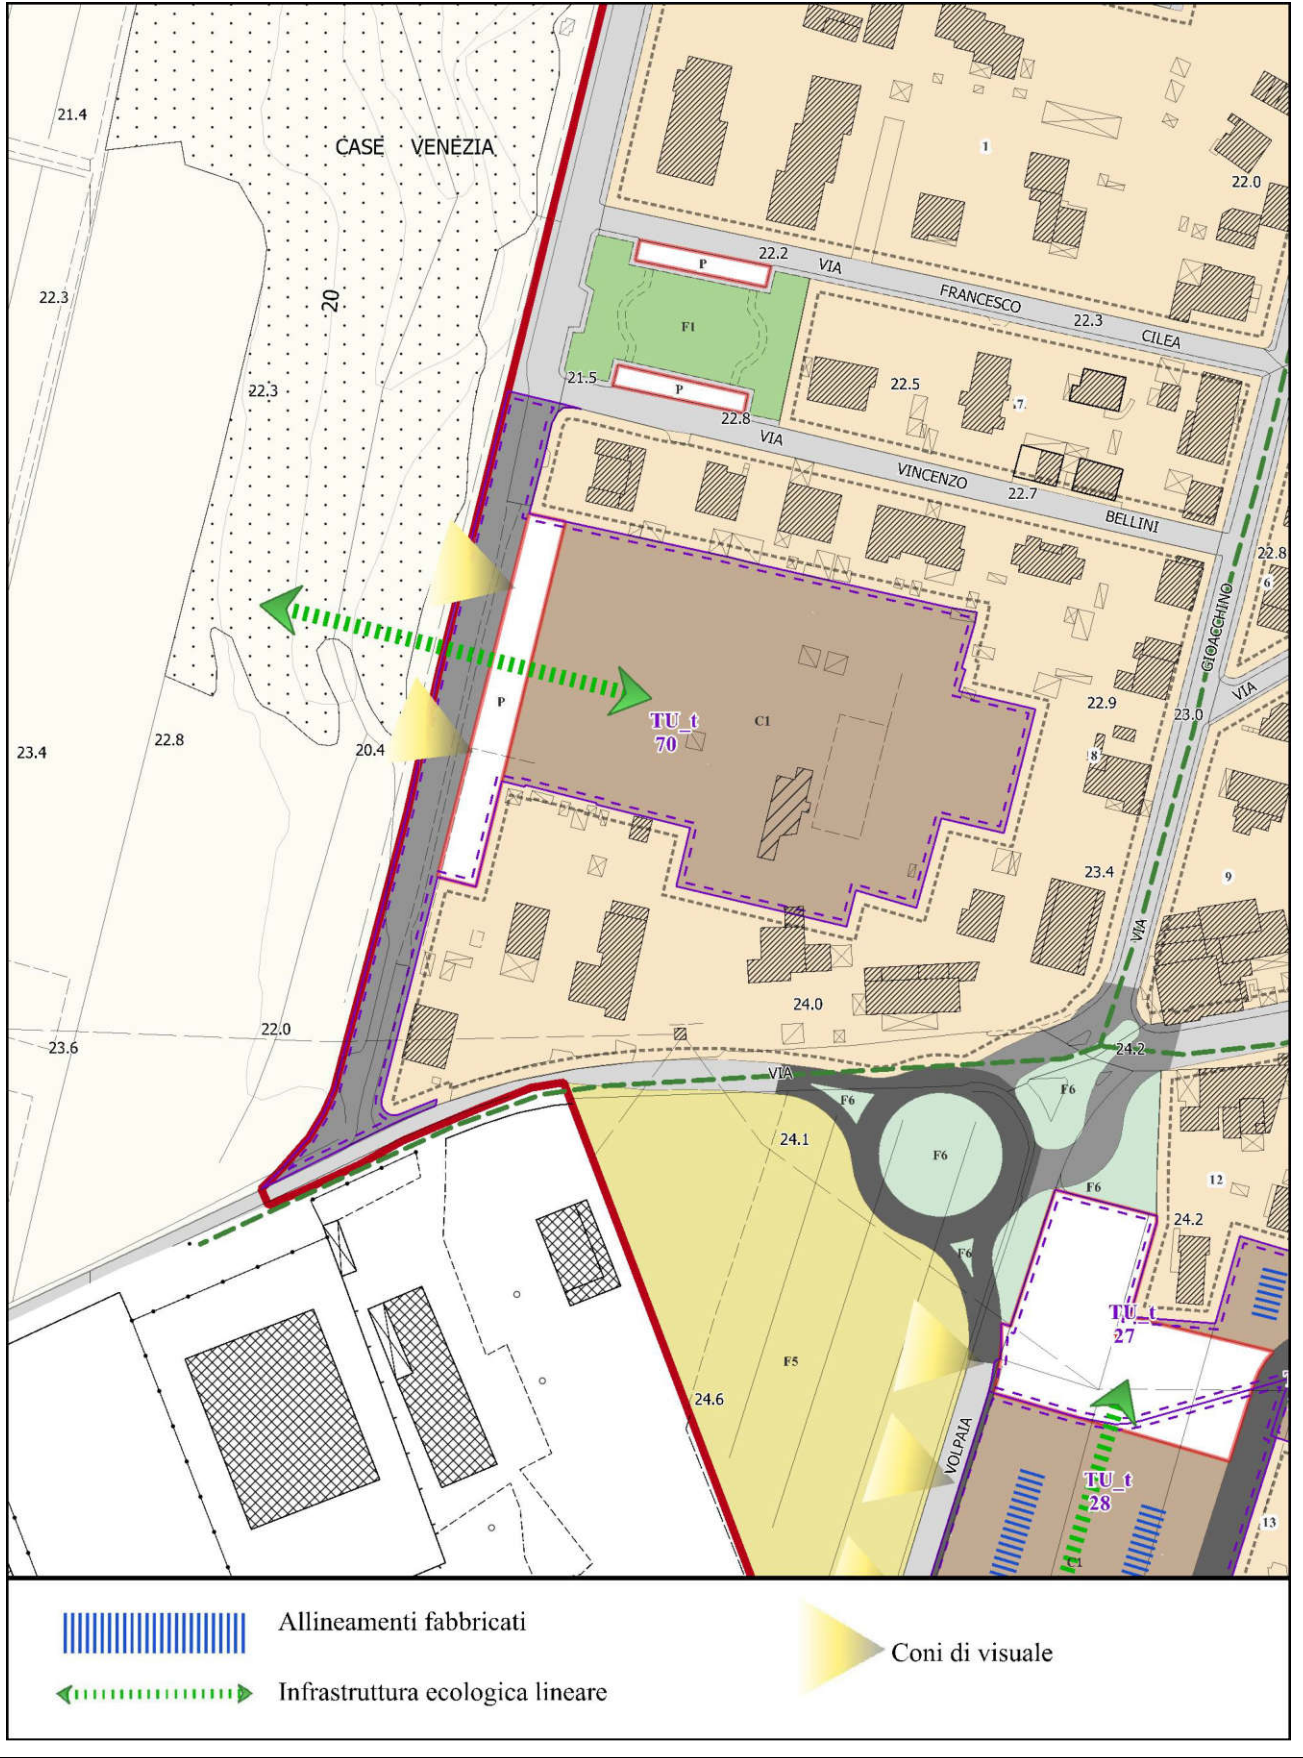 21.4
CASE VENEZIA
1
22.0
22.2
VIA
P
22.3
20
FRANCESCO
22.3
CILEA
F1
22.3
21.5
P
22.5
7
22.8
VIA
VINCENZO
22.7
BELLINI
22.8
6
GIOACCHINO
VIA
P
TU_t
70
C1
22.9
23.0
23.4
22.8
20.4
8
23.4
9
VIA
22.0
24.0
23.6
24.2
VIA
F6
F6
24.1
F6
F6
12
24.2
F6
TU_t
27
F5
24.6
VOLPAIA
TU_t
28
13
C1
Allineamenti fabbricati
Coni di visuale
Infrastruttura ecologica lineare